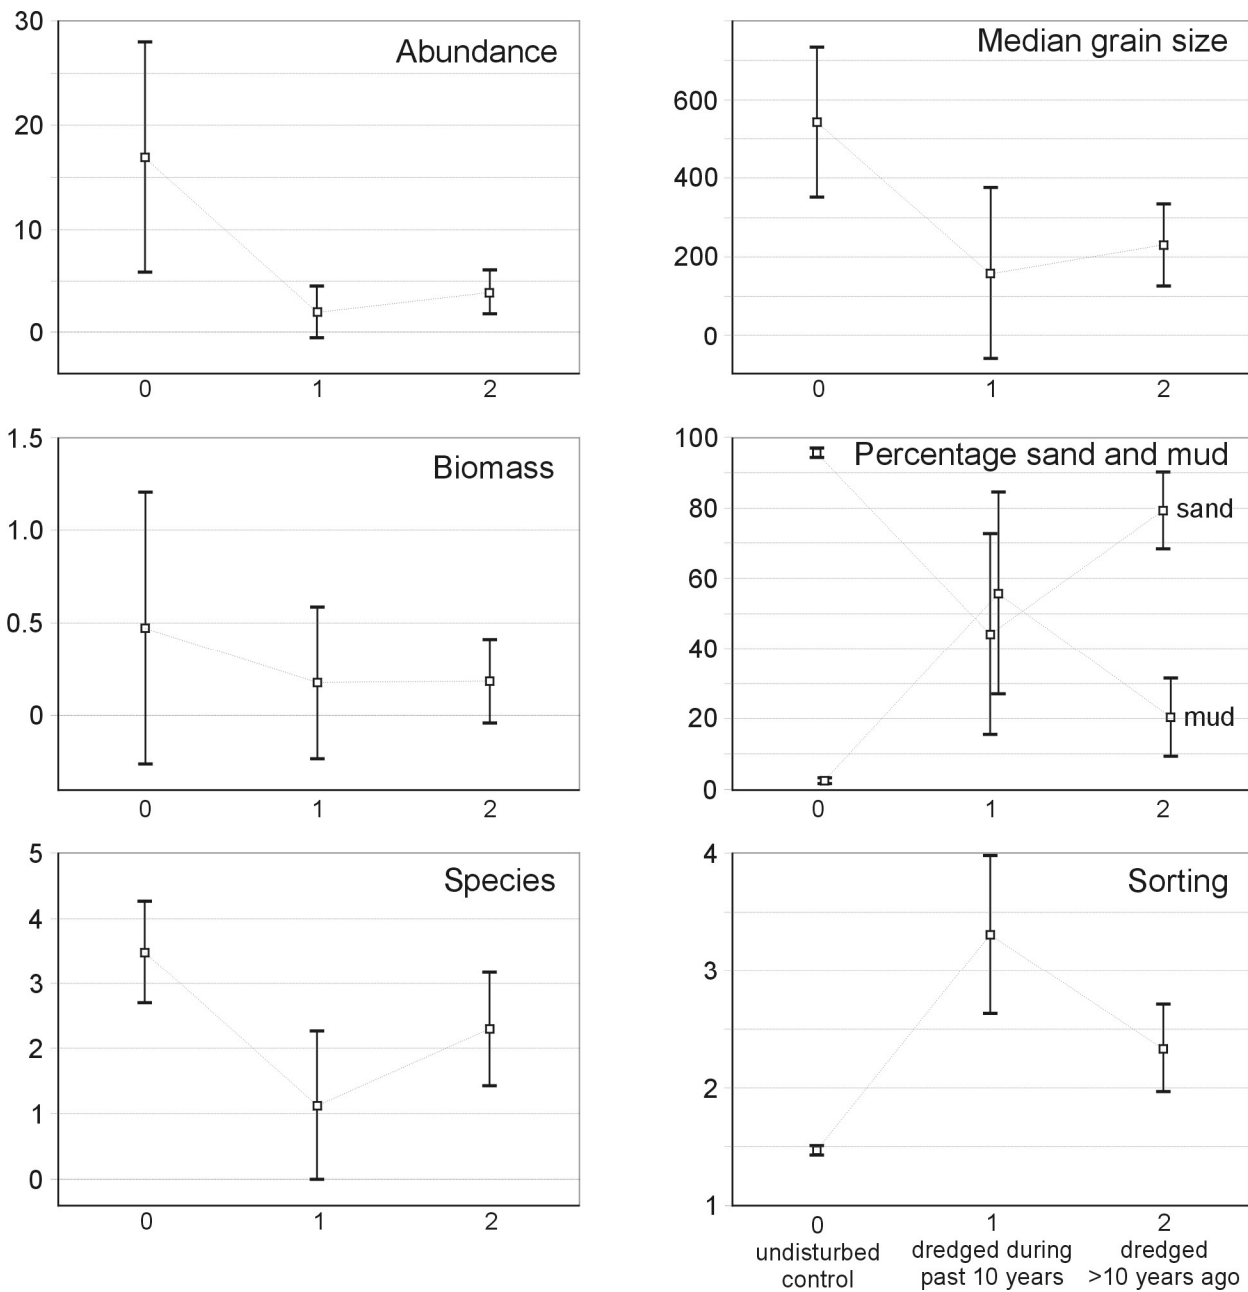 Abundance
30
20
10
0
0 1 2
Median grain size
600
400
200
0
0 1 2
Biomass
1.5
1.0
0.5
0
0 1 2
Percentage sand and mud
100
80
60
40
20
0
sand
mud
0 1 2
Species
5
4
3
2
1
0
0 1 2
Sorting
4
3
2
1
0 1 2
undisturbed dredged during dredged
control past 10 years >10 years ago